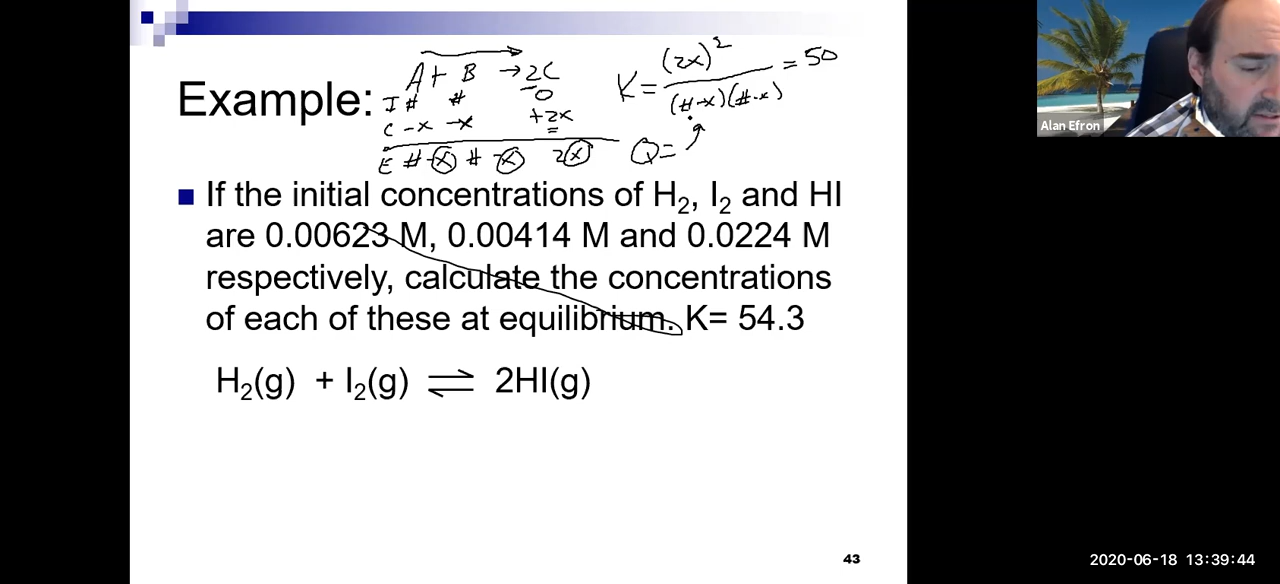 A + B → 2C
I # # 0
C -x -x +2x
E # -x # -x 2x
K = (2x)² / (#-x)(#-x) = 50
Q =
Example:
If the initial concentrations of H₂, I₂ and HI
are 0.00623 M, 0.00414 M and 0.0224 M
respectively, calculate the concentrations
of each of these at equilibrium. K= 54.3
H₂(g) + I₂(g) ⇌ 2HI(g)
43
Alan Efron
2020-06-18 13:39:44